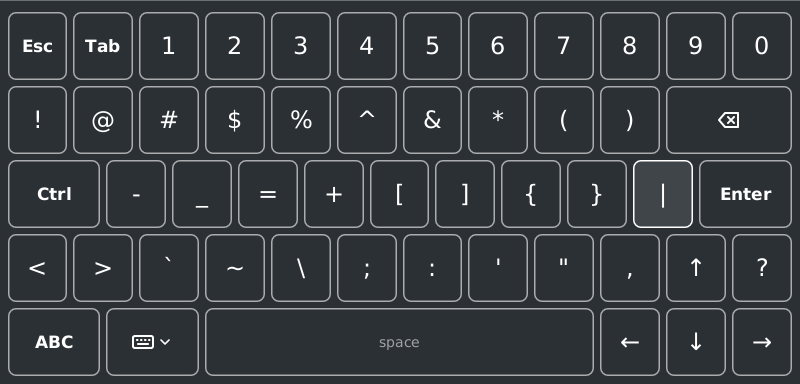 Esc Tab 1 2 3 4 5 6 7 8 9 0
! @ # $ % ^ & * ( ) ⌫
Ctrl - _ = + [ ] { } | Enter
< > ` ~ \ ; : ' " , ↑ ?
ABC space ← ↓ →